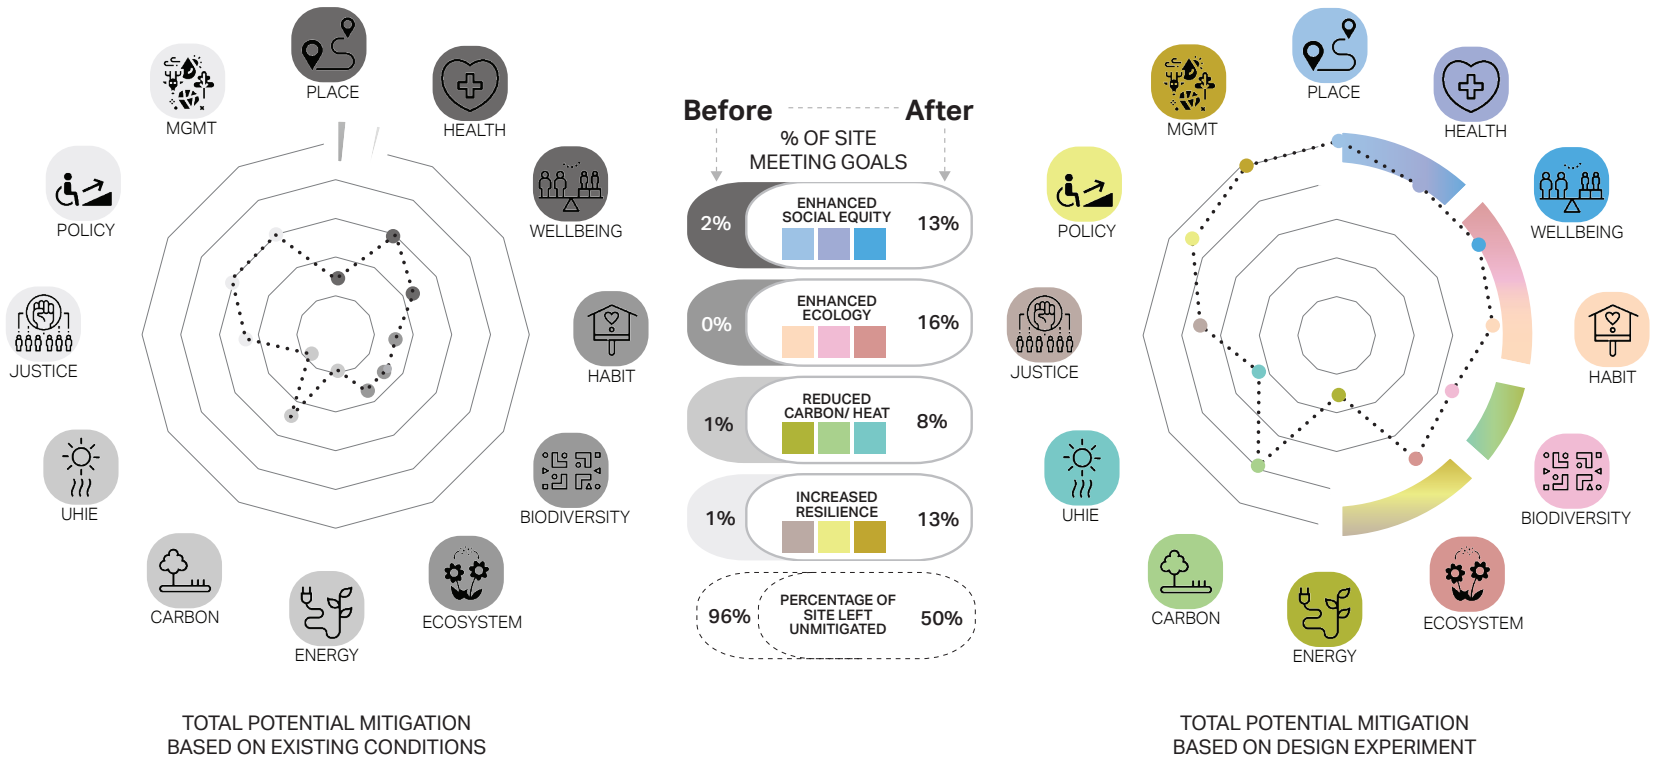 PLACE
HEALTH
MGMT
WELLBEING
POLICY
HABIT
JUSTICE
BIODIVERSITY
UHIE
ECOSYSTEM
CARBON
ENERGY
TOTAL POTENTIAL MITIGATION
BASED ON EXISTING CONDITIONS
Before
After
% OF SITE
MEETING GOALS
2%
ENHANCED
SOCIAL EQUITY
13%
0%
ENHANCED
ECOLOGY
16%
1%
REDUCED
CARBON/ HEAT
8%
1%
INCREASED
RESILIENCE
13%
96%
PERCENTAGE OF
SITE LEFT
UNMITIGATED
50%
PLACE
HEALTH
MGMT
WELLBEING
POLICY
HABIT
JUSTICE
BIODIVERSITY
UHIE
ECOSYSTEM
CARBON
ENERGY
TOTAL POTENTIAL MITIGATION
BASED ON DESIGN EXPERIMENT